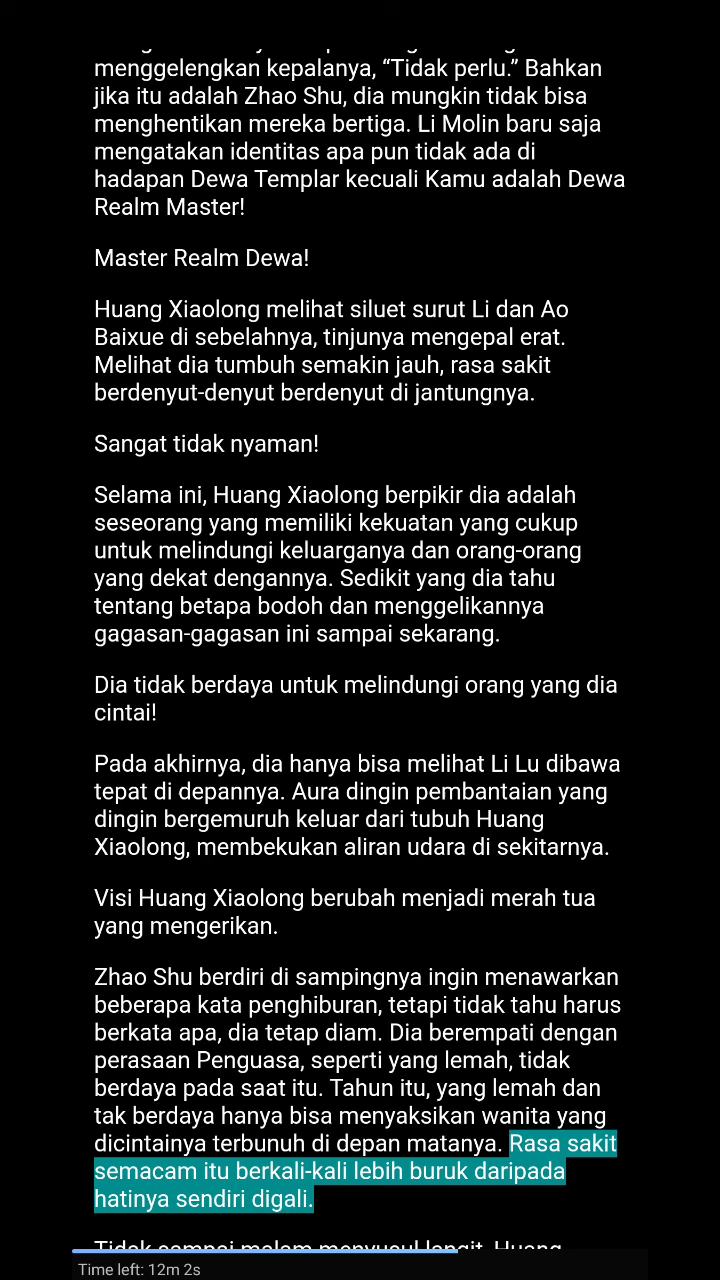 menggelengkan kepalanya, “Tidak perlu.” Bahkan
jika itu adalah Zhao Shu, dia mungkin tidak bisa
menghentikan mereka bertiga. Li Molin baru saja
mengatakan identitas apa pun tidak ada di
hadapan Dewa Templar kecuali Kamu adalah Dewa
Realm Master!
Master Realm Dewa!
Huang Xiaolong melihat siluet surut Li dan Ao
Baixue di sebelahnya, tinjunya mengepal erat.
Melihat dia tumbuh semakin jauh, rasa sakit
berdenyut-denyut berdenyut di jantungnya.
Sangat tidak nyaman!
Selama ini, Huang Xiaolong berpikir dia adalah
seseorang yang memiliki kekuatan yang cukup
untuk melindungi keluarganya dan orang-orang
yang dekat dengannya. Sedikit yang dia tahu
tentang betapa bodoh dan menggelikannya
gagasan-gagasan ini sampai sekarang.
Dia tidak berdaya untuk melindungi orang yang dia
cintai!
Pada akhirnya, dia hanya bisa melihat Li Lu dibawa
tepat di depannya. Aura dingin pembantaian yang
dingin bergemuruh keluar dari tubuh Huang
Xiaolong, membekukan aliran udara di sekitarnya.
Visi Huang Xiaolong berubah menjadi merah tua
yang mengerikan.
Zhao Shu berdiri di sampingnya ingin menawarkan
beberapa kata penghiburan, tetapi tidak tahu harus
berkata apa, dia tetap diam. Dia berempati dengan
perasaan Penguasa, seperti yang lemah, tidak
berdaya pada saat itu. Tahun itu, yang lemah dan
tak berdaya hanya bisa menyaksikan wanita yang
dicintainya terbunuh di depan matanya. Rasa sakit
semacam itu berkali-kali lebih buruk daripada
hatinya sendiri digali.
Tidak sampai malam menyusul langit, Huang
Time left: 12m 2s